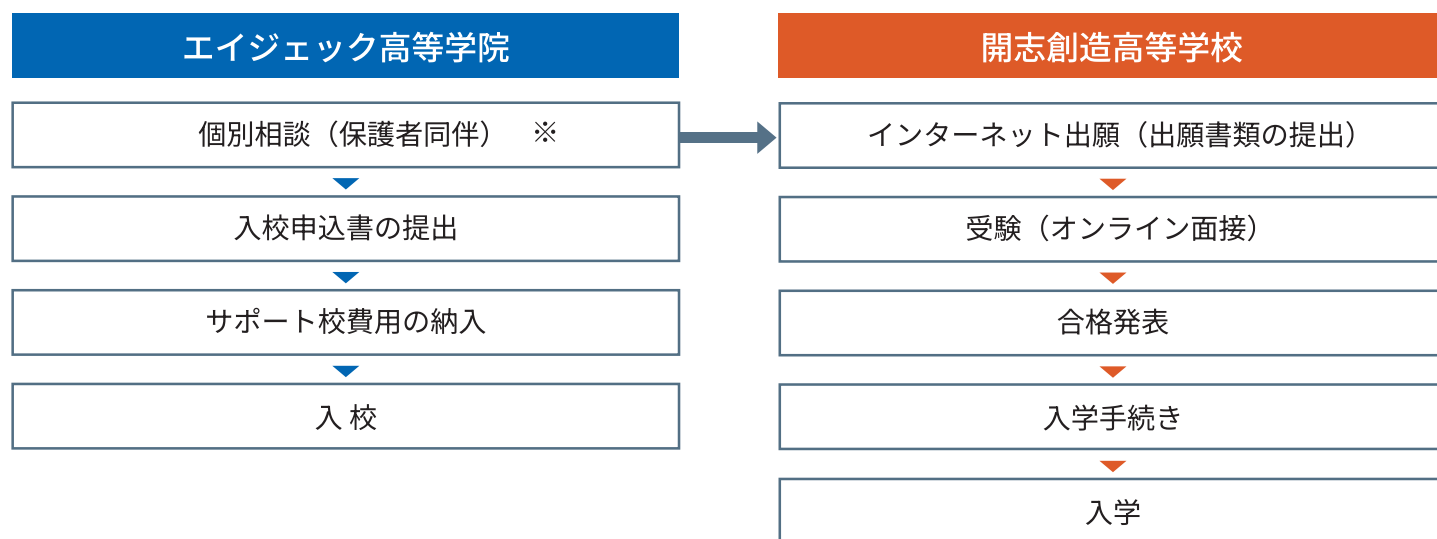 エイジェック高等学院
個別相談（保護者同伴）　※
入校申込書の提出
サポート校費用の納入
入 校
開志創造高等学校
インターネット出願（出願書類の提出）
受験（オンライン面接）
合格発表
入学手続き
入学